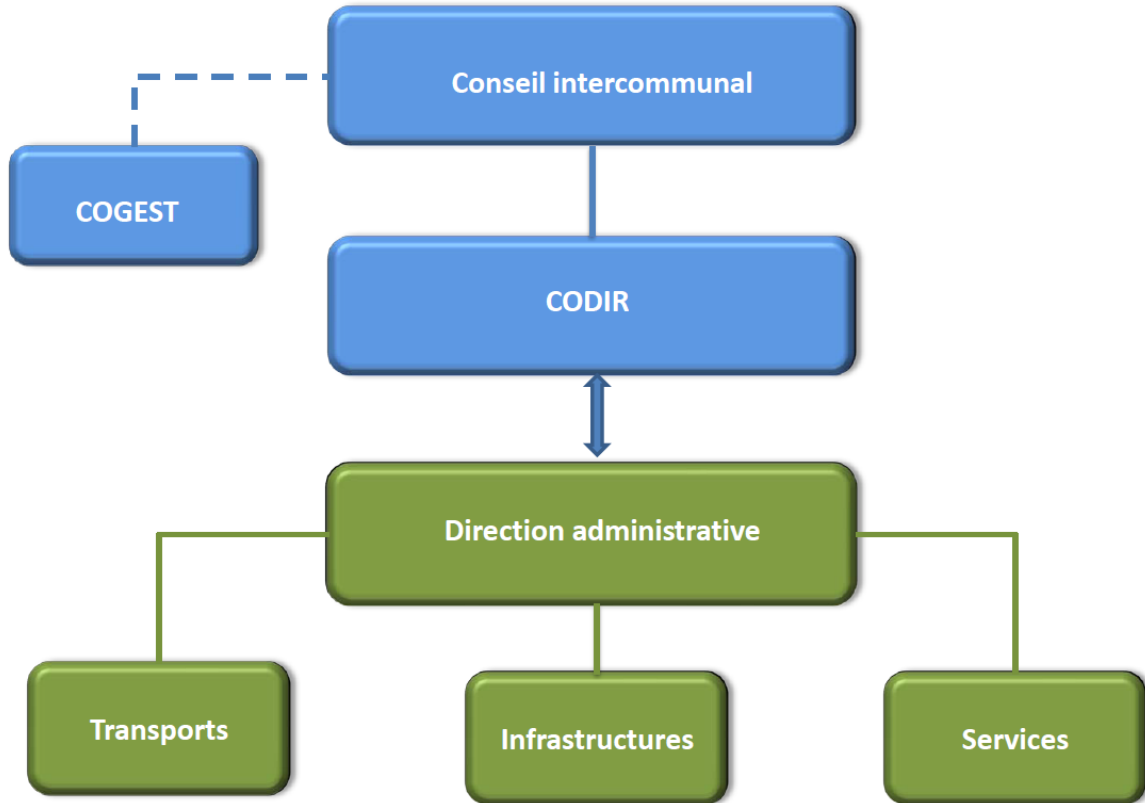 Conseil intercommunal
COGEST
CODIR
Direction administrative
Transports
Infrastructures
Services